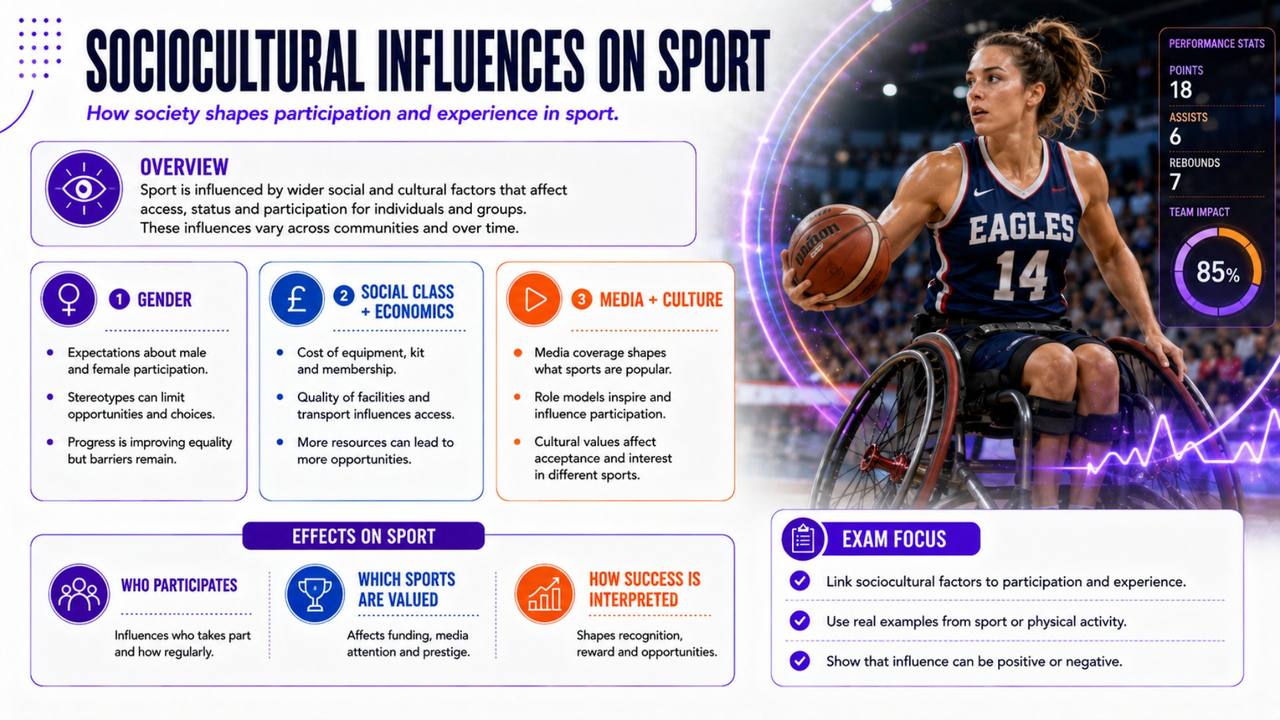 SOCIOCULTURAL INFLUENCES ON SPORT
How society shapes participation and experience in sport.
OVERVIEW
Sport is influenced by wider social and cultural factors that affect
access, status and participation for individuals and groups.
These influences vary across communities and over time.
1 GENDER
Expectations about male
and female participation.
Stereotypes can limit
opportunities and choices.
Progress is improving equality
but barriers remain.
£
2 SOCIAL CLASS
+ ECONOMICS
Cost of equipment, kit
and membership.
Quality of facilities and
transport influences access.
More resources can lead to
more opportunities.
3 MEDIA + CULTURE
Media coverage shapes
what sports are popular.
Role models inspire and
influence participation.
Cultural values affect
acceptance and interest
in different sports.
EFFECTS ON SPORT
WHO PARTICIPATES
Influences who takes part
and how regularly.
WHICH SPORTS
ARE VALUED
Affects funding, media
attention and prestige.
HOW SUCCESS IS
INTERPRETED
Shapes recognition,
reward and opportunities.
EAGLES
14
PERFORMANCE STATS
POINTS
18
ASSISTS
6
REBOUNDS
7
TEAM IMPACT
85%
EXAM FOCUS
Link sociocultural factors to participation and experience.
Use real examples from sport or physical activity.
Show that influence can be positive or negative.